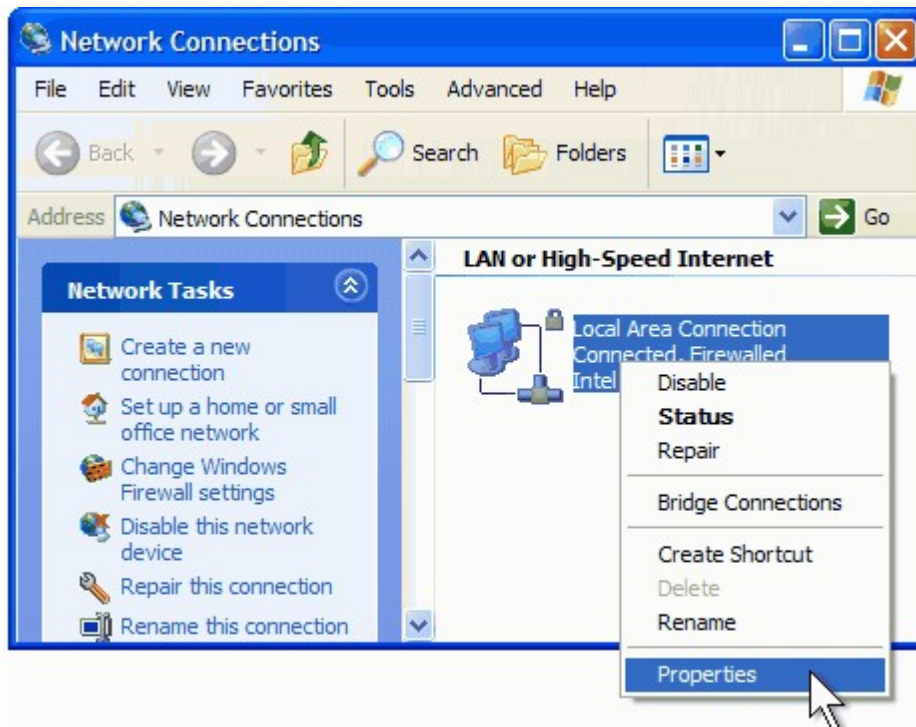 Network Connections
File Edit View Favorites Tools Advanced Help
Back Search Folders
Address Network Connections Go
Network Tasks
Create a new
connection
Set up a home or small
office network
Change Windows
Firewall settings
Disable this network
device
Repair this connection
Rename this connection
LAN or High-Speed Internet
Local Area Connection
Connected, Firewalled
Intel
Disable
Status
Repair
Bridge Connections
Create Shortcut
Delete
Rename
Properties